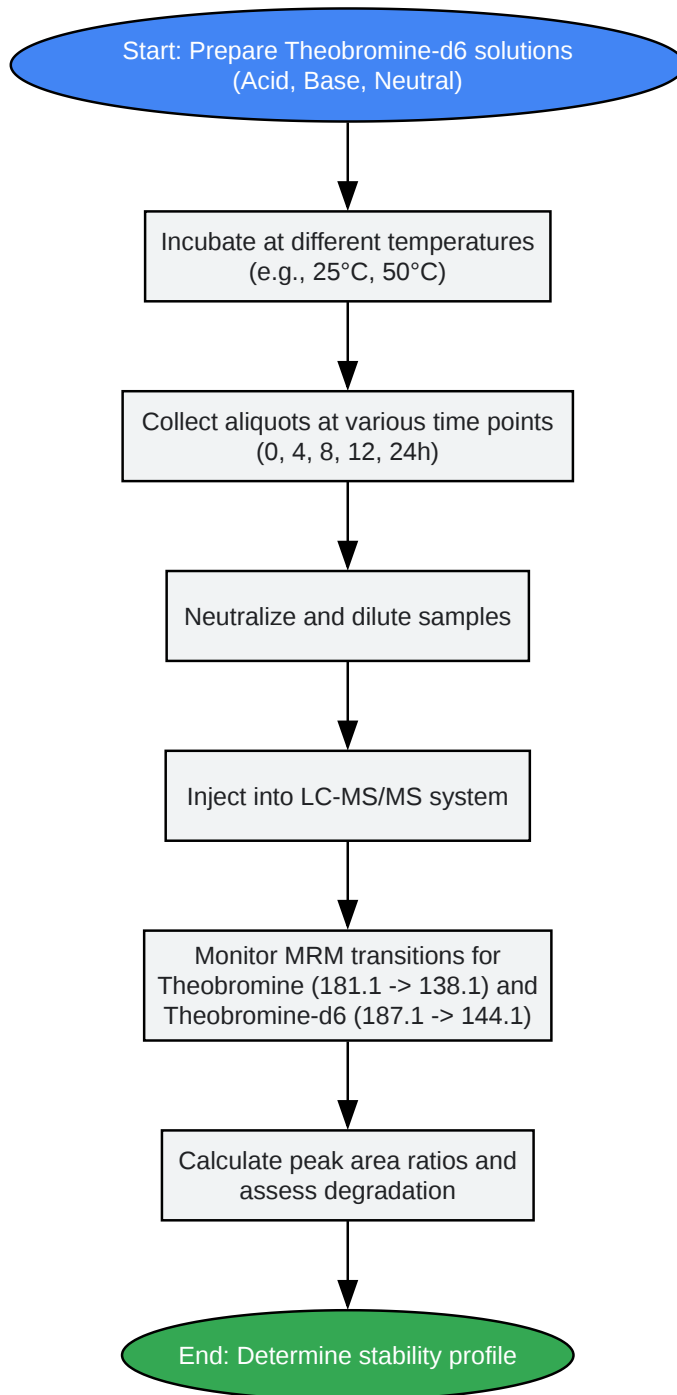 Start: Prepare Theobromine-d6 solutions
(Acid, Base, Neutral)
Incubate at different temperatures
(e.g., 25°C, 50°C)
Collect aliquots at various time points
(0, 4, 8, 12, 24h)
Neutralize and dilute samples
Inject into LC-MS/MS system
Monitor MRM transitions for
Theobromine (181.1 -> 138.1) and
Theobromine-d6 (187.1 -> 144.1)
Calculate peak area ratios and
assess degradation
End: Determine stability profile